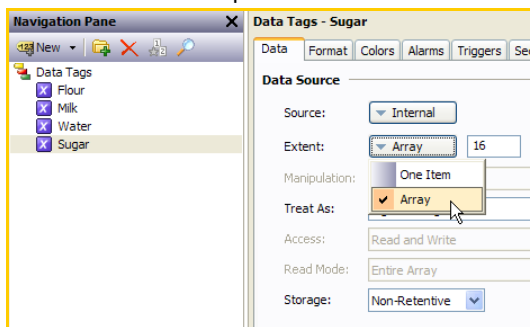 Navigation Pane X
New
Data Tags
Flour
Milk
Water
Sugar
Data Tags - Sugar
Data Format Colors Alarms Triggers
Data Source
Source: Internal
Extent: Array 16
One Item
Array
Manipulation:
Treat As:
Access: Read and Write
Read Mode: Entire Array
Storage: Non-Retentive